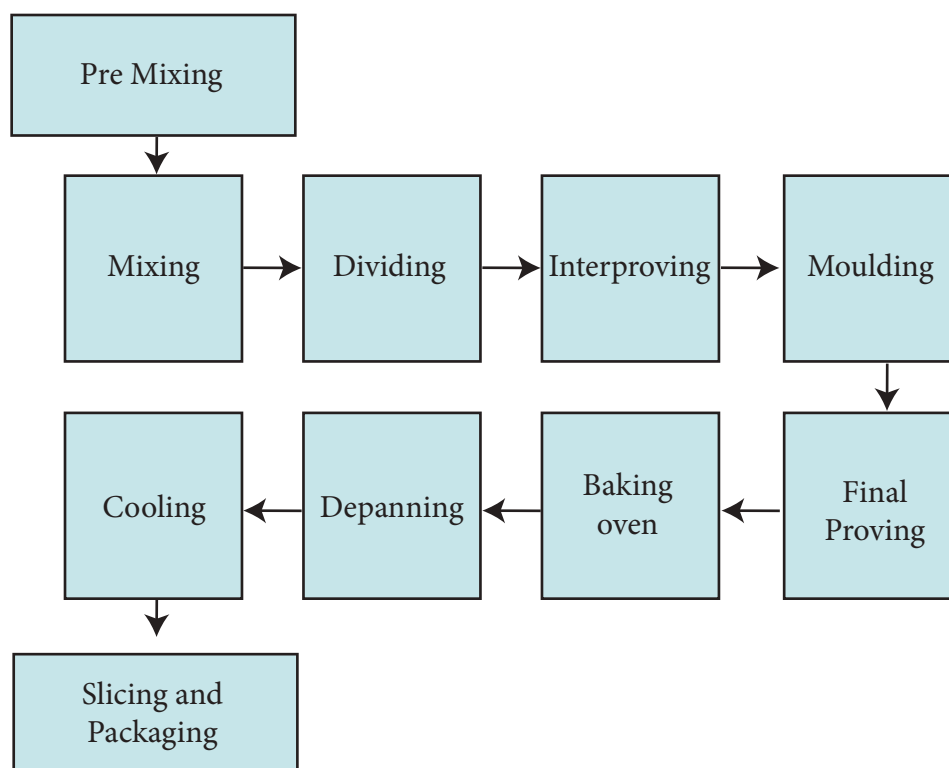 Pre Mixing
Mixing
Dividing
Interproving
Moulding
Final
Proving
Baking
oven
Depanning
Cooling
Slicing and
Packaging